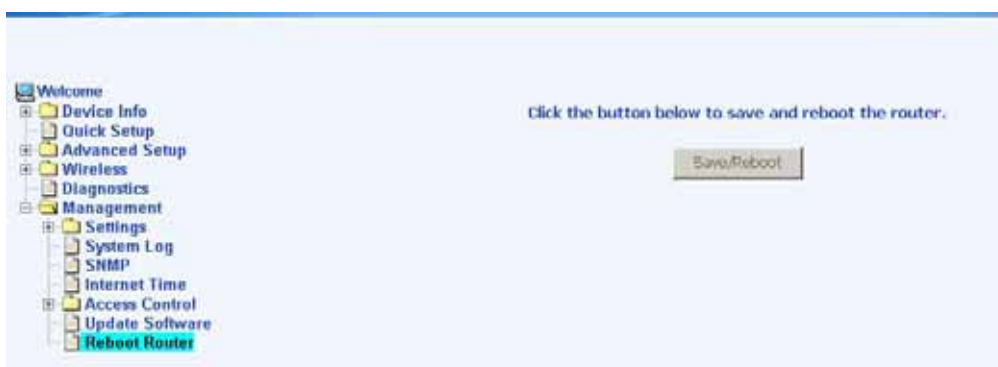 Welcome
Device Info
Quick Setup
Advanced Setup
Wireless
Diagnostics
Management
Settings
System Log
SNMP
Internet Time
Access Control
Update Software
Reboot Router
Click the button below to save and reboot the router.
Save/Reboot